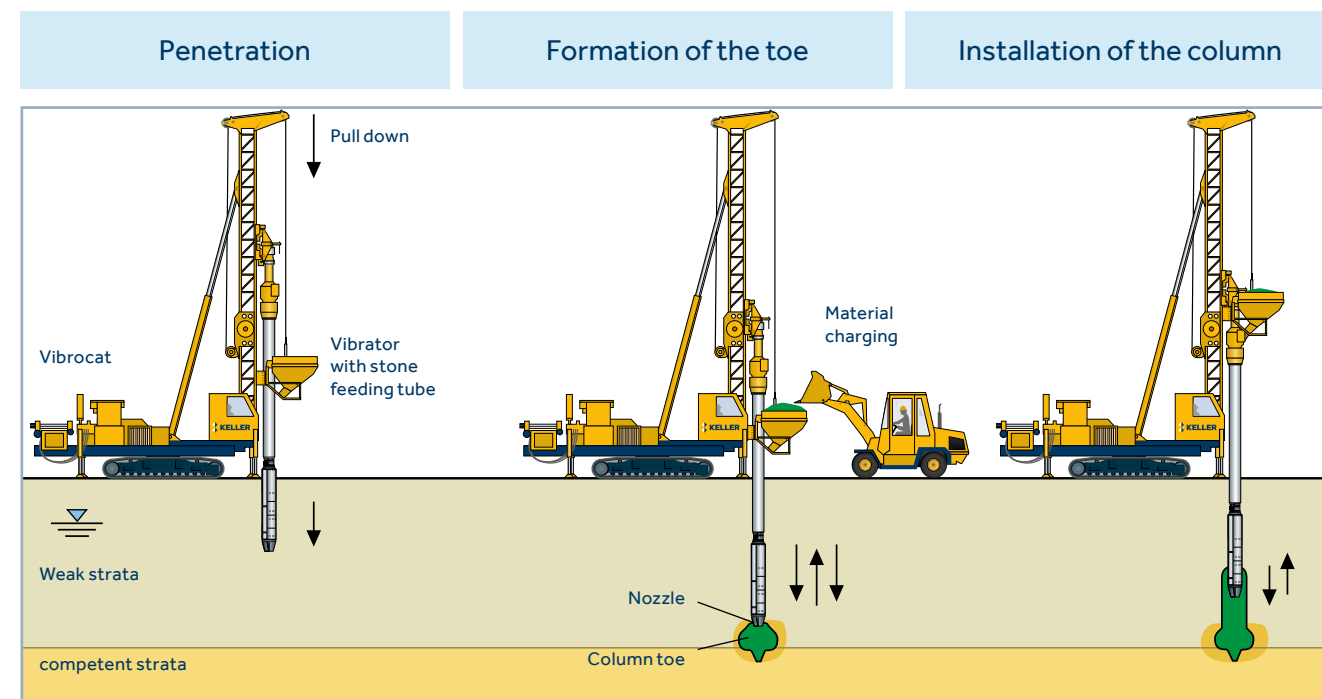 Penetration
Formation of the toe
Installation of the column
Pull down
Vibrocat
Vibrator
with stone
feeding tube
Material
charging
KELLER
KELLER
KELLER
Weak strata
Nozzle
Column toe
competent strata